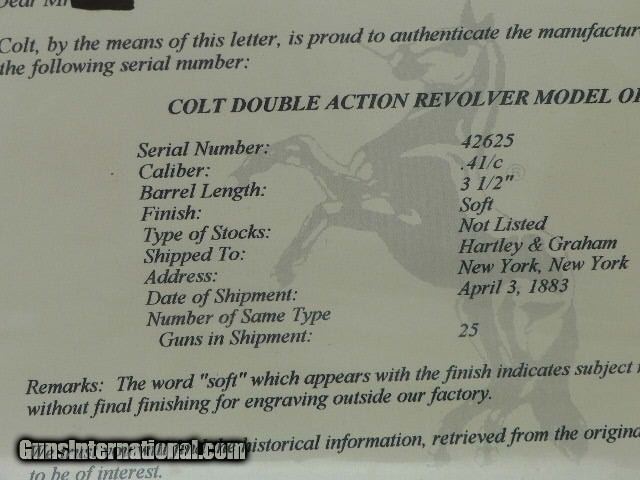 Dear Mr
Colt, by the means of this letter, is proud to authenticate the manufactur
the following serial number:
COLT DOUBLE ACTION REVOLVER MODEL O
Serial Number: 42625
Caliber: .41/c
Barrel Length: 3 1/2"
Finish: Soft
Type of Stocks: Not Listed
Shipped To: Hartley & Graham
Address: New York, New York
Date of Shipment: April 3, 1883
Number of Same Type
Guns in Shipment: 25
®
Remarks: The word "soft" which appears with the finish indicates subject
without final finishing for engraving outside our factory.
historical information, retrieved from the origina
GunsInternational.com
to be of interest.